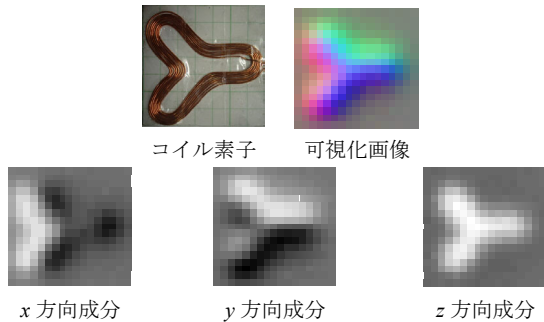 コイル素子
可視化画像
x 方向成分
y 方向成分
z 方向成分